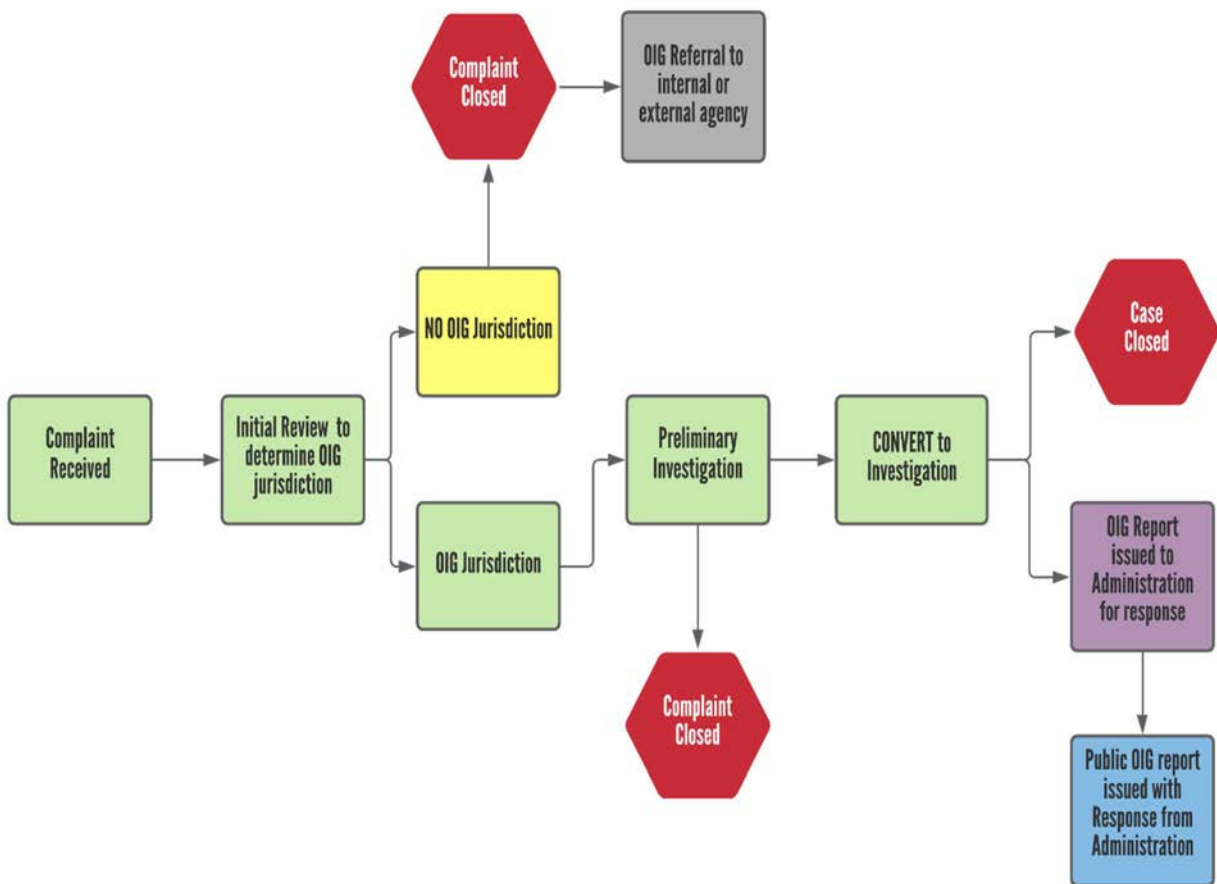 Complaint
Closed
OIG Referral to
internal or
external agency
NO OIG Jurisdiction
Case
Closed
Complaint
Received
Initial Review to
determine OIG
jurisdiction
Preliminary
Investigation
CONVERT to
Investigation
OIG Jurisdiction
OIG Report
issued to
Administration
for response
Complaint
Closed
Public OIG report
issued with
Response from
Administration